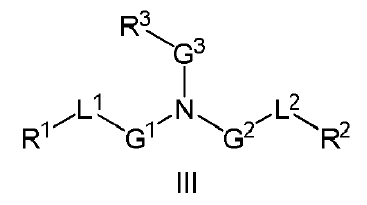 R³
G³
L¹ N L²
R¹ G¹ G² R²
III